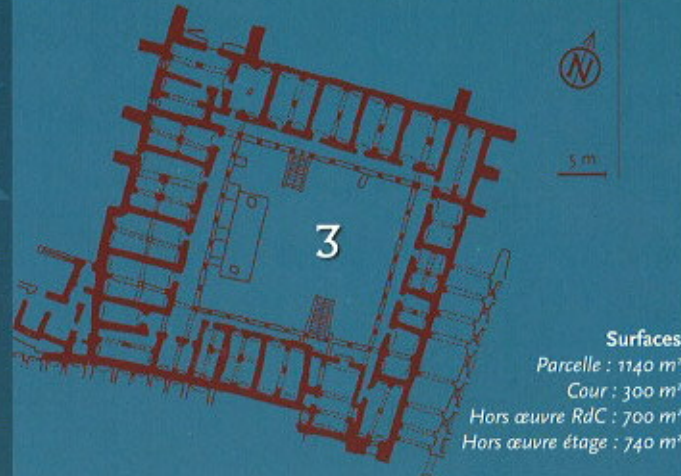 N
5 m
3
Surfaces
Parcelle : 1140 m²
Cour : 300 m²
Hors œuvre RdC : 700 m²
Hors œuvre étage : 740 m²